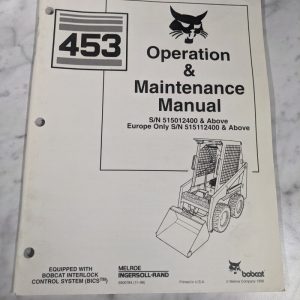 453
Operation
&
Maintenance
Manual
S/N 515012400 & Above
Europe Only S/N 515112400 & Above
EQUIPPED WITH
BOBCAT INTERLOCK
CONTROL SYSTEM (BICS™)
MELROE
INGERSOLL-RAND
Printed in U.S.A.
bobcat